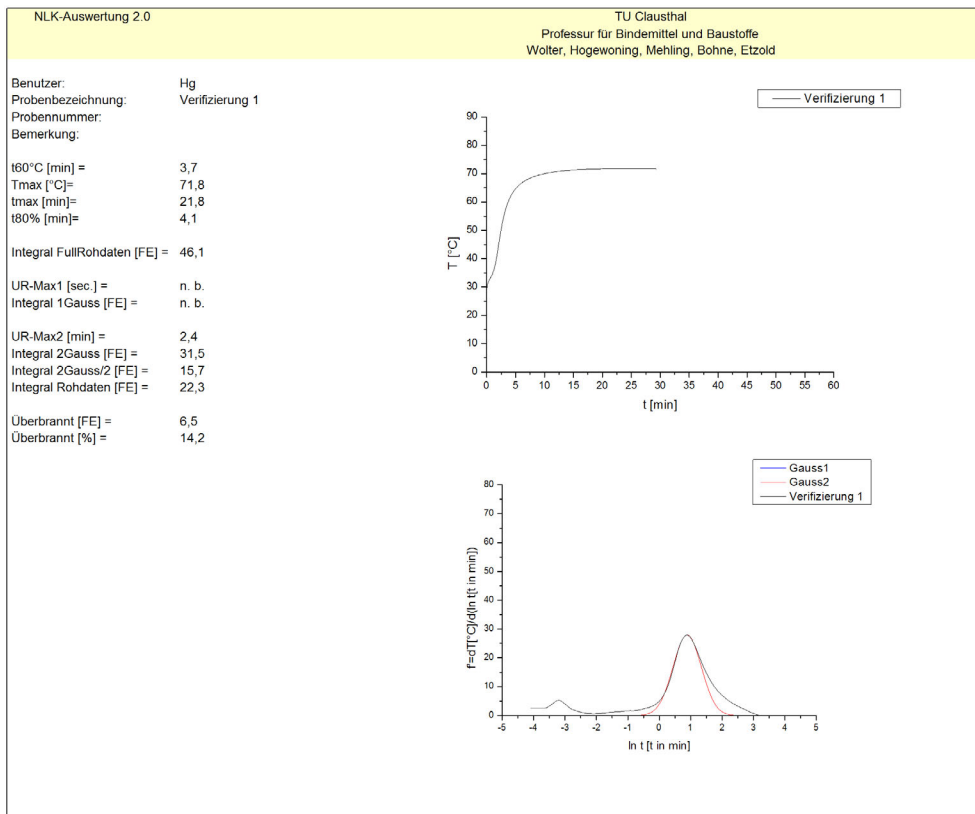 NLK-Auswertung 2.0
TU Clausthal
Professur für Bindemittel und Baustoffe
Wolter, Hogewoning, Mehling, Bohne, Etzold
Benutzer: Hg
Probenbezeichnung: Verifizierung 1
Probennummer:
Bemerkung:
t60°C [min] = 3,7
Tmax [°C]= 71,8
tmax [min]= 21,8
t80% [min]= 4,1
Integral FullRohdaten [FE] = 46,1
UR-Max1 [sec.] = n. b.
Integral 1Gauss [FE] = n. b.
UR-Max2 [min] = 2,4
Integral 2Gauss [FE] = 31,5
Integral 2Gauss/2 [FE] = 15,7
Integral Rohdaten [FE] = 22,3
Überbrannt [FE] = 6,5
Überbrannt [%] = 14,2
Verifizierung 1
90
80
70
60
50
40
30
20
10
0
T [°C]
0 5 10 15 20 25 30 35 40 45 50 55 60
t [min]
Gauss1
Gauss2
Verifizierung 1
80
70
60
50
40
30
20
10
0
f'=dT[°C]/d(ln t[t in min])
-5 -4 -3 -2 -1 0 1 2 3 4 5
ln t [t in min]